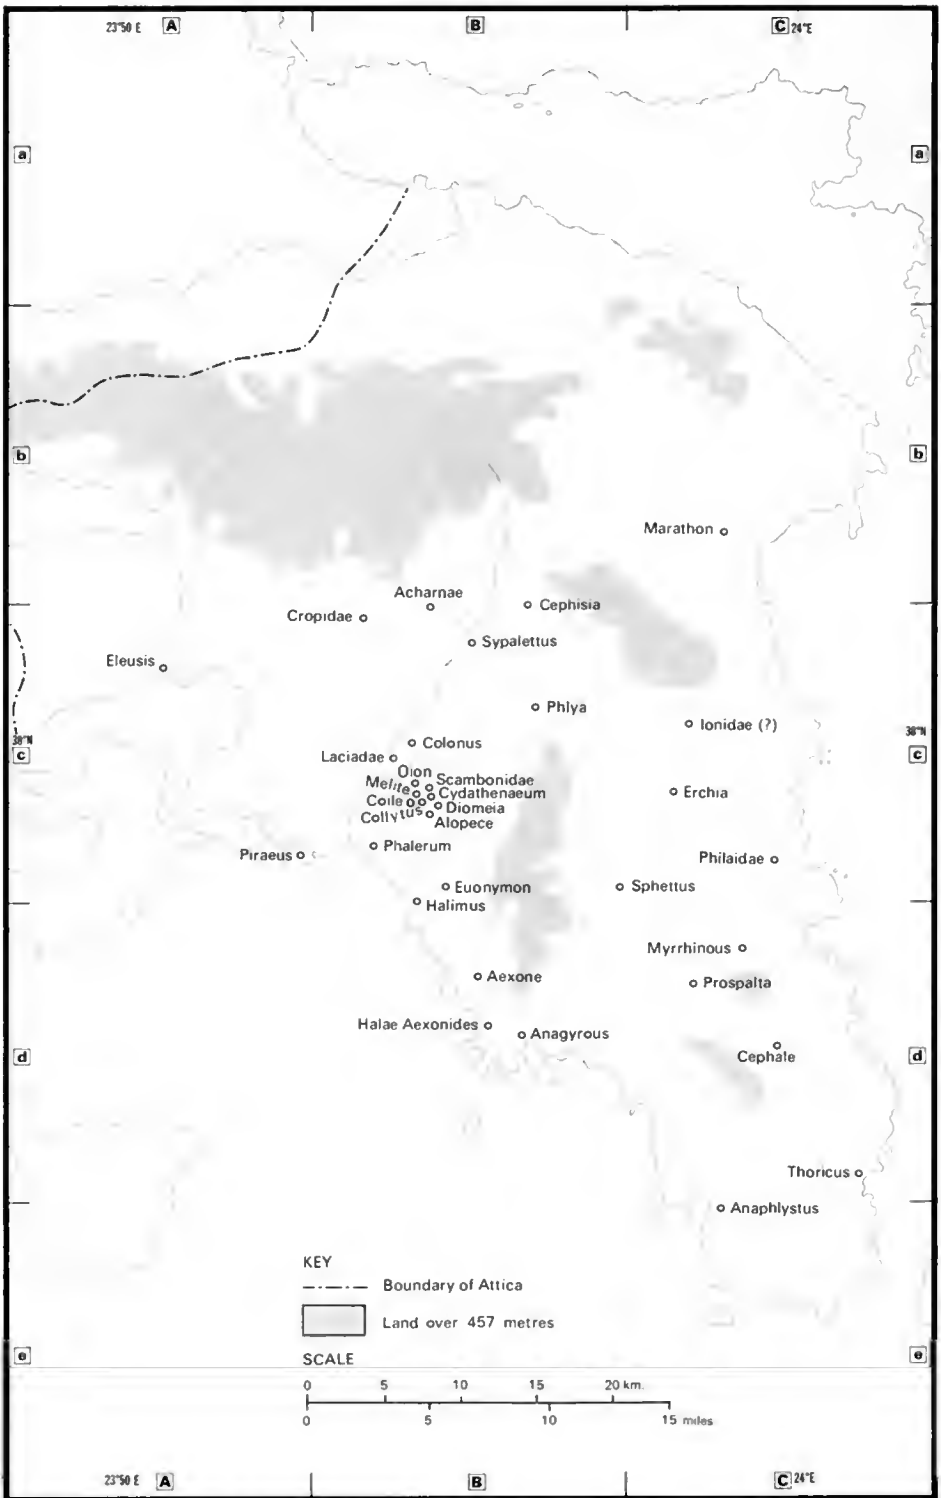 23°50 E A B C 24°E
a a
b b
Marathon
Acharnae
Cephisia
Cropidae
Sypalettus
Eleusis
Phlya
Ionidae (?)
38°N 38°N
Colonus
c c
Laciadae
Oion
Scambonidae
Melite
Cydathenaeum
Erchia
Coile
Diomeia
Collytus
Alopece
Phalerum
Piraeus
Philaidae
Euonymon
Sphettus
Halimus
Myrrhinous
Aexone
Prospalta
Halae Aexonides
Anagyrous
d d
Cephale
Thoricus
Anaphlystus
KEY
Boundary of Attica
Land over 457 metres
e e
SCALE
0 5 10 15 20 km.
0 5 10 15 miles
23°50 E A B C 24°E